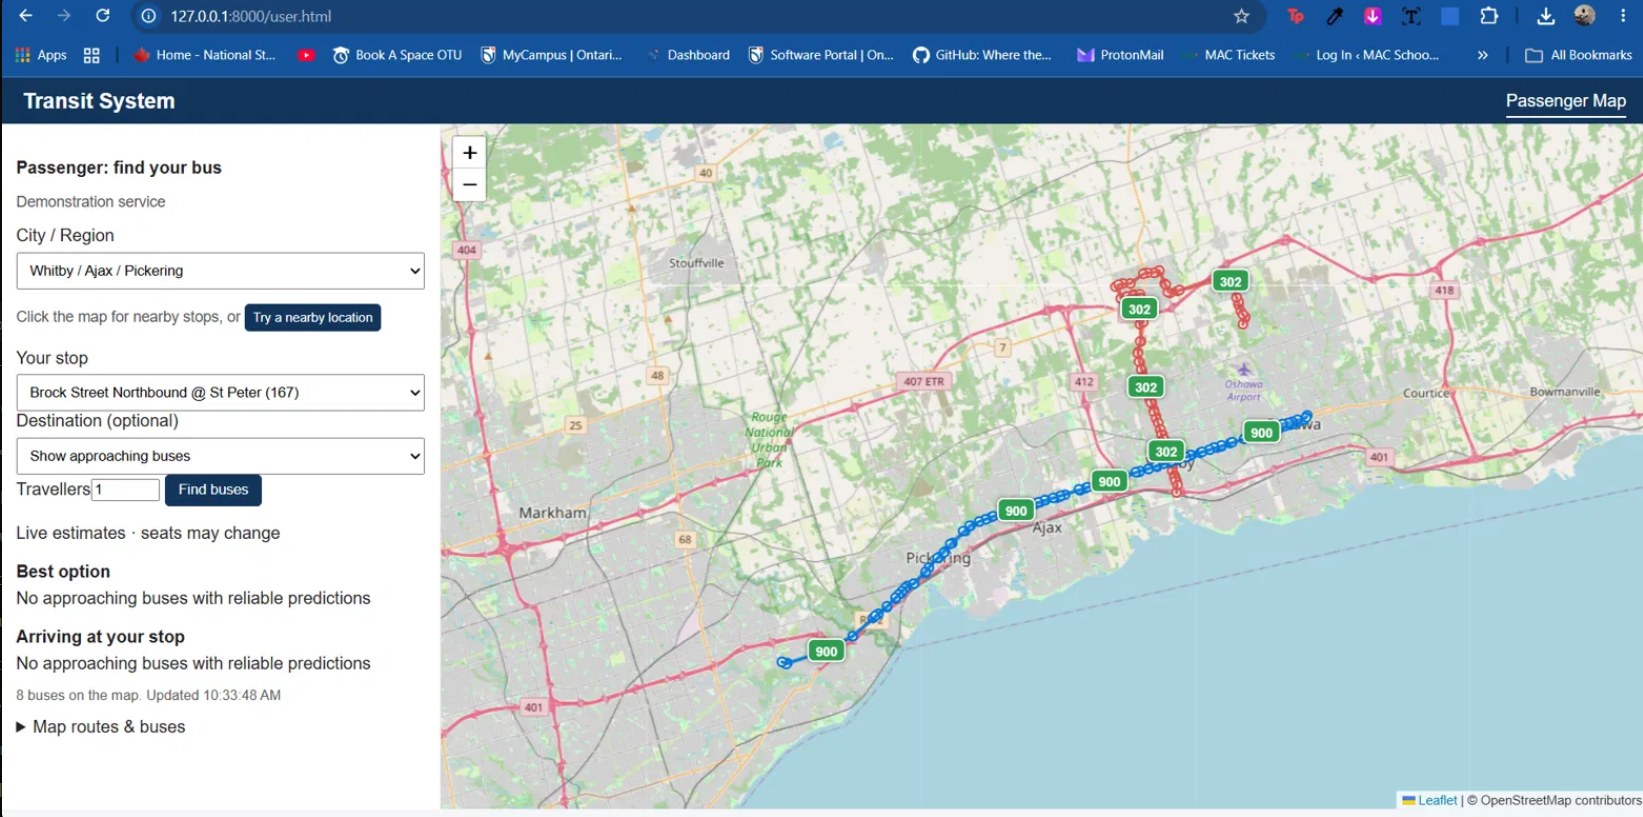 127.0.0.1:8000/user.html
Apps
Home - National St...
Book A Space OTU
MyCampus | Ontari...
Dashboard
Software Portal | On...
GitHub: Where the...
ProtonMail
MAC Tickets
Log In ‹ MAC Schoo...
»
All Bookmarks
Transit System
Passenger Map
Passenger: find your bus
Demonstration service
City / Region
Whitby / Ajax / Pickering
Click the map for nearby stops, or
Try a nearby location
Your stop
Brock Street Northbound @ St Peter (167)
Destination (optional)
Show approaching buses
Travellers
1
Find buses
Live estimates · seats may change
Best option
No approaching buses with reliable predictions
Arriving at your stop
No approaching buses with reliable predictions
8 buses on the map. Updated 10:33:48 AM
Map routes & buses
+
−
40
404
Stouffville
302
418
302
7
48
407 ETR
412
302
Oshawa
Airport
Courtice
Bowmanville
25
Rouge
National
Urban
Park
900
302
401
900
Markham
900
Ajax
68
Pickering
900
401
Leaflet | © OpenStreetMap contributors